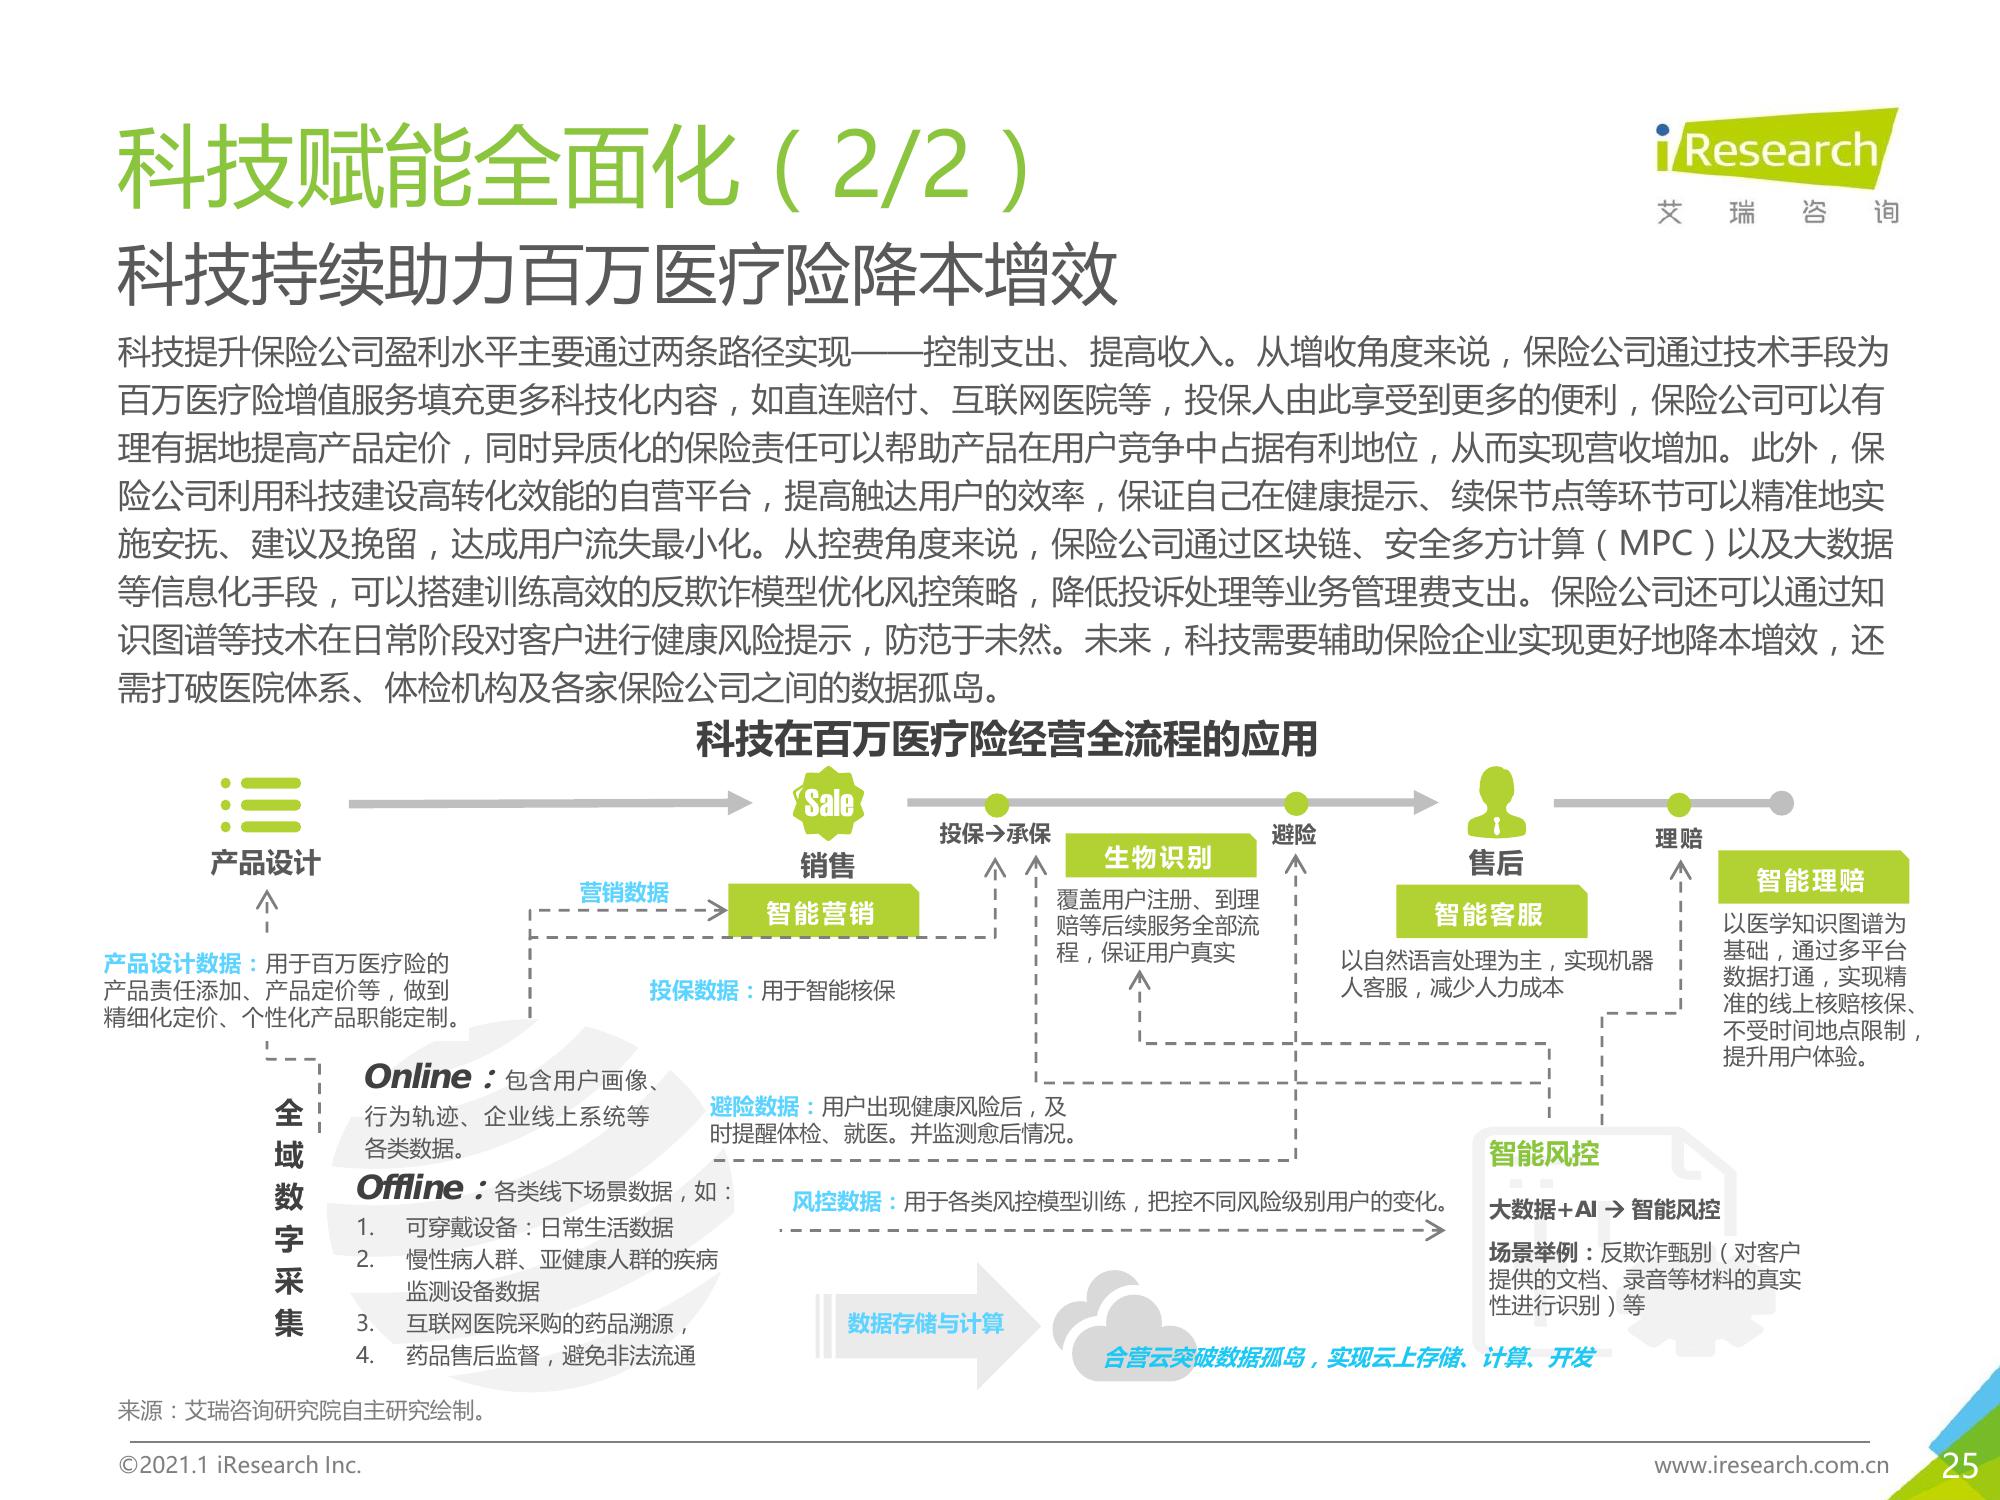 科技赋能全面化（2/2）
iResearch
艾瑞咨询
科技持续助力百万医疗险降本增效
科技提升保险公司盈利水平主要通过两条路径实现——控制支出、提高收入。从增收角度来说，保险公司通过技术手段为
百万医疗险增值服务填充更多科技化内容，如直连赔付、互联网医院等，投保人由此享受到更多的便利，保险公司可以有
理有据地提高产品定价，同时异质化的保险责任可以帮助产品在用户竞争中占据有利地位，从而实现营收增加。此外，保
险公司利用科技建设高转化效能的自营平台，提高触达用户的效率，保证自己在健康提示、续保节点等环节可以精准地实
施安抚、建议及挽留，达成用户流失最小化。从控费角度来说，保险公司通过区块链、安全多方计算（MPC）以及大数据
等信息化手段，可以搭建训练高效的反欺诈模型优化风控策略，降低投诉处理等业务管理费支出。保险公司还可以通过知
识图谱等技术在日常阶段对客户进行健康风险提示，防范于未然。未来，科技需要辅助保险企业实现更好地降本增效，还
需打破医院体系、体检机构及各家保险公司之间的数据孤岛。
科技在百万医疗险经营全流程的应用
产品设计
Sale
销售
智能营销
营销数据
投保→承保
生物识别
覆盖用户注册、到理
赔等后续服务全部流
程，保证用户真实
避险
售后
智能客服
以自然语言处理为主，实现机器
人客服，减少人力成本
理赔
智能理赔
以医学知识图谱为
基础，通过多平台
数据打通，实现精
准的线上核赔核保、
不受时间地点限制，
提升用户体验。
产品设计数据：用于百万医疗险的
产品责任添加、产品定价等，做到
精细化定价、个性化产品职能定制。
投保数据：用于智能核保
全域数字采集
Online：包含用户画像、
行为轨迹、企业线上系统等
各类数据。
Offline：各类线下场景数据，如：
1. 可穿戴设备：日常生活数据
2. 慢性病人群、亚健康人群的疾病
监测设备数据
3. 互联网医院采购的药品溯源，
4. 药品售后监督，避免非法流通
避险数据：用户出现健康风险后，及
时提醒体检、就医。并监测愈后情况。
风控数据：用于各类风控模型训练，把控不同风险级别用户的变化。
智能风控
大数据+AI→智能风控
场景举例：反欺诈甄别（对客户
提供的文档、录音等材料的真实
性进行识别）等
数据存储与计算
合营云突破数据孤岛，实现云上存储、计算、开发
来源：艾瑞咨询研究院自主研究绘制。
©2021.1 iResearch Inc.
www.iresearch.com.cn
25